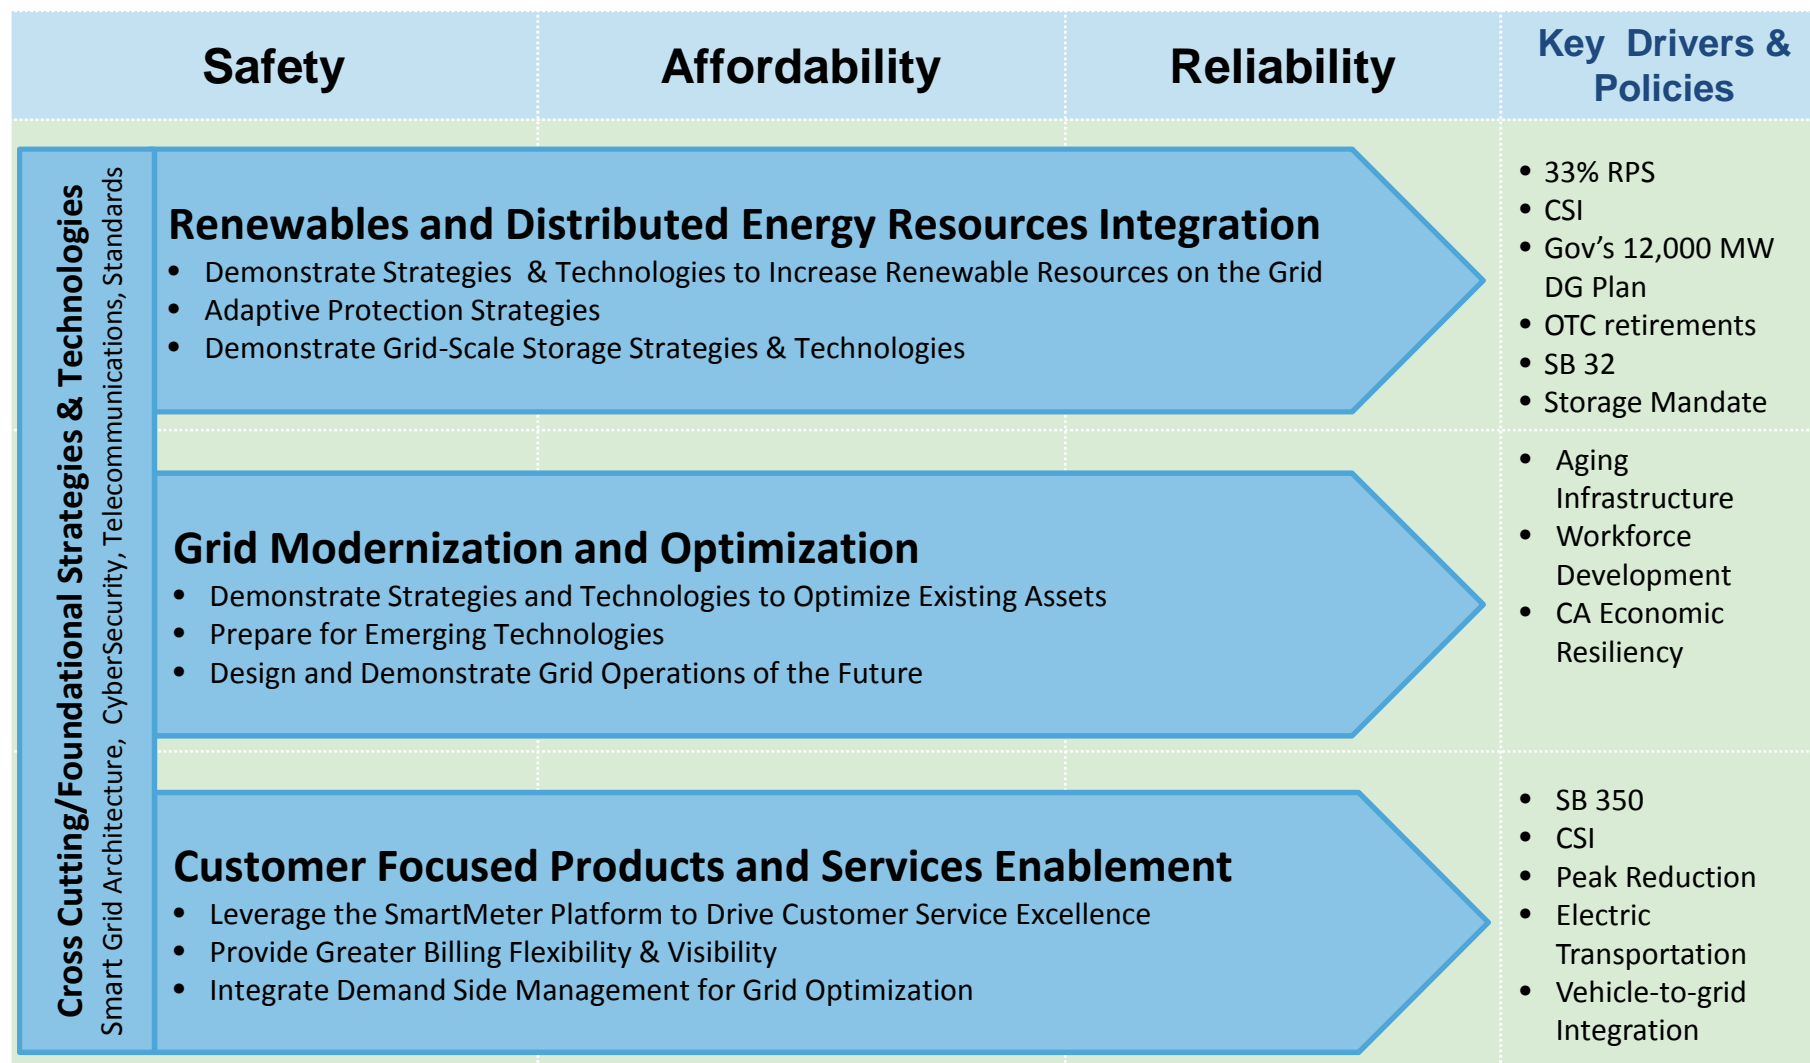 Safety
Affordability
Reliability
Key Drivers &
Policies
Cross Cutting/Foundational Strategies & Technologies
Smart Grid Architecture, CyberSecurity, Telecommunications, Standards
Renewables and Distributed Energy Resources Integration
• Demonstrate Strategies & Technologies to Increase Renewable Resources on the Grid
• Adaptive Protection Strategies
• Demonstrate Grid-Scale Storage Strategies & Technologies
• 33% RPS
• CSI
• Gov’s 12,000 MW
DG Plan
• OTC retirements
• SB 32
• Storage Mandate
Grid Modernization and Optimization
• Demonstrate Strategies and Technologies to Optimize Existing Assets
• Prepare for Emerging Technologies
• Design and Demonstrate Grid Operations of the Future
• Aging
Infrastructure
• Workforce
Development
• CA Economic
Resiliency
Customer Focused Products and Services Enablement
• Leverage the SmartMeter Platform to Drive Customer Service Excellence
• Provide Greater Billing Flexibility & Visibility
• Integrate Demand Side Management for Grid Optimization
• SB 350
• CSI
• Peak Reduction
• Electric
Transportation
• Vehicle-to-grid
Integration